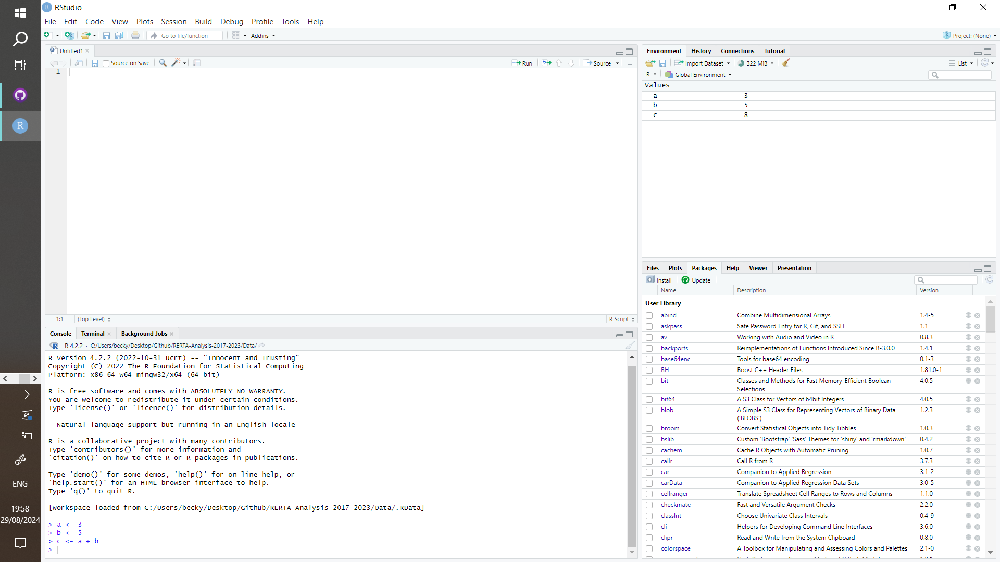 RStudio
File Edit Code View Plots Session Build Debug Profile Tools Help
Go to file/function Addins Project: (None)
Untitled1
Source on Save Run Source
1
1:1 (Top Level) R Script
Console Terminal Background Jobs
R 4.2.2 · C:/Users/becky/Desktop/Github/RERTA-Analysis-2017-2023/Data/
R version 4.2.2 (2022-10-31 ucrt) -- "Innocent and Trusting"
Copyright (C) 2022 The R Foundation for Statistical Computing
Platform: x86_64-w64-mingw32/x64 (64-bit)
R is free software and comes with ABSOLUTELY NO WARRANTY.
You are welcome to redistribute it under certain conditions.
Type 'license()' or 'licence()' for distribution details.
Natural language support but running in an English locale
R is a collaborative project with many contributors.
Type 'contributors()' for more information and
'citation()' on how to cite R or R packages in publications.
Type 'demo()' for some demos, 'help()' for on-line help, or
'help.start()' for an HTML browser interface to help.
Type 'q()' to quit R.
[Workspace loaded from C:/Users/becky/Desktop/Github/RERTA-Analysis-2017-2023/Data/.RData]
> a <- 3
> b <- 5
> c <- a + b
>
Environment History Connections Tutorial
Import Dataset 322 MiB List
R Global Environment
Values
a 3
b 5
c 8
Files Plots Packages Help Viewer Presentation
Install Update
Name Description Version
User Library
abind Combine Multidimensional Arrays 1.4-5
askpass Safe Password Entry for R, Git, and SSH 1.1
av Working with Audio and Video in R 0.8.3
backports Reimplementations of Functions Introduced Since R-3.0.0 1.4.1
base64enc Tools for base64 encoding 0.1-3
BH Boost C++ Header Files 1.81.0-1
bit Classes and Methods for Fast Memory-Efficient Boolean 4.0.5
Selections
bit64 A S3 Class for Vectors of 64bit Integers 4.0.5
blob A Simple S3 Class for Representing Vectors of Binary Data 1.2.3
('BLOBS')
broom Convert Statistical Objects into Tidy Tibbles 1.0.3
bslib Custom 'Bootstrap' 'Sass' Themes for 'shiny' and 'rmarkdown' 0.4.2
cachem Cache R Objects with Automatic Pruning 1.0.7
callr Call R from R 3.7.3
car Companion to Applied Regression 3.1-2
carData Companion to Applied Regression Data Sets 3.0-5
cellranger Translate Spreadsheet Cell Ranges to Rows and Columns 1.1.0
checkmate Fast and Versatile Argument Checks 2.2.0
classInt Choose Univariate Class Intervals 0.4-9
cli Helpers for Developing Command Line Interfaces 3.6.0
clipr Read and Write from the System Clipboard 0.8.0
colorspace A Toolbox for Manipulating and Assessing Colors and Palettes 2.1-0
ENG
19:58
29/08/2024